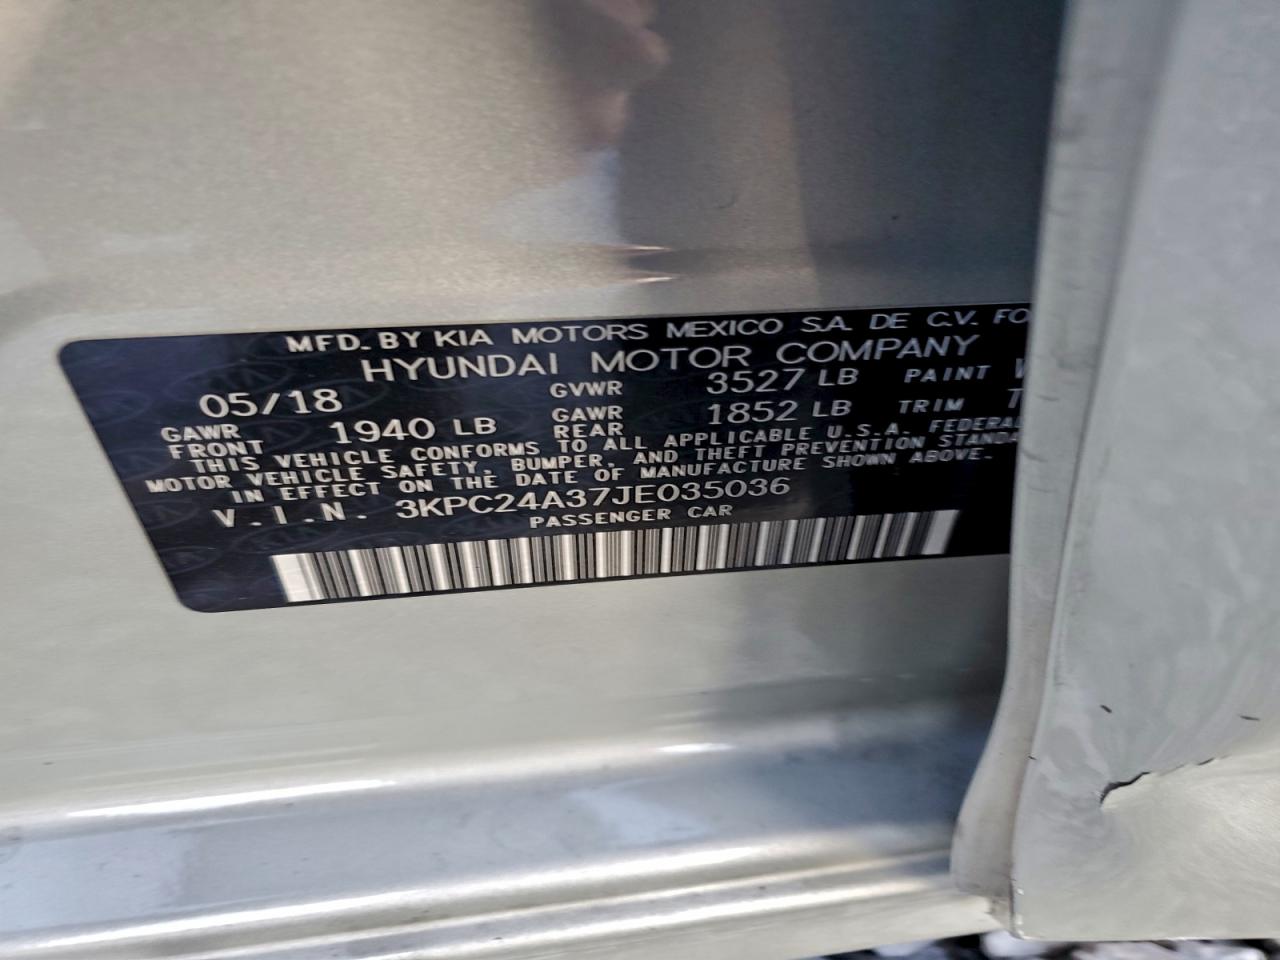 MFD. BY KIA MOTORS MEXICO S.A. DE C.V. FO
HYUNDAI MOTOR COMPANY
05/18 GVWR 3527 LB PAINT
GAWR FRONT 1940 LB GAWR REAR 1852 LB TRIM
THIS VEHICLE CONFORMS TO ALL APPLICABLE U.S.A. FEDERAL
MOTOR VEHICLE SAFETY, BUMPER, AND THEFT PREVENTION STANDA
IN EFFECT ON THE DATE OF MANUFACTURE SHOWN ABOVE.
V.I.N. 3KPC24A37JE035036
PASSENGER CAR